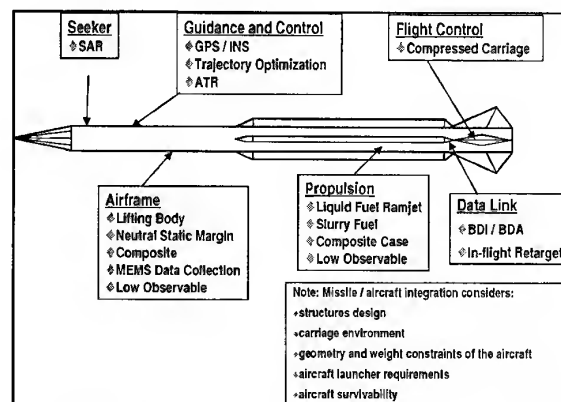 Seeker
SAR
Guidance and Control
GPS / INS
Trajectory Optimization
ATR
Flight Control
Compressed Carriage
Airframe
Lifting Body
Neutral Static Margin
Composite
MEMS Data Collection
Low Observable
Propulsion
Liquid Fuel Ramjet
Slurry Fuel
Composite Case
Low Observable
Data Link
BDI / BDA
In-flight Retarget
Note: Missile / aircraft integration considers:
structures design
carriage environment
geometry and weight constraints of the aircraft
aircraft launcher requirements
aircraft survivability